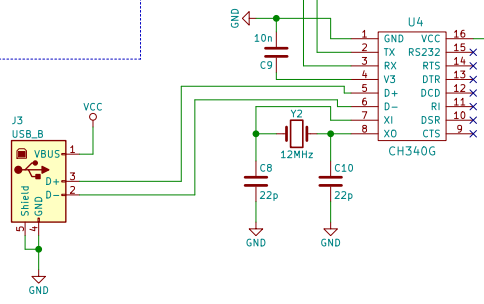 GND
10n
C9
U4
1 GND VCC 16
2 TX RS232 15
3 RX RTS 14
4 V3 DTR 13
5 D+ DCD 12
6 D- RI 11
7 XI DSR 10
8 XO CTS 9
CH340G
Y2
12MHz
C8
22p
GND
C10
22p
GND
J3
USB_B
VCC
VBUS 1
D+ 3
D- 2
Shield
GND
5
4
GND